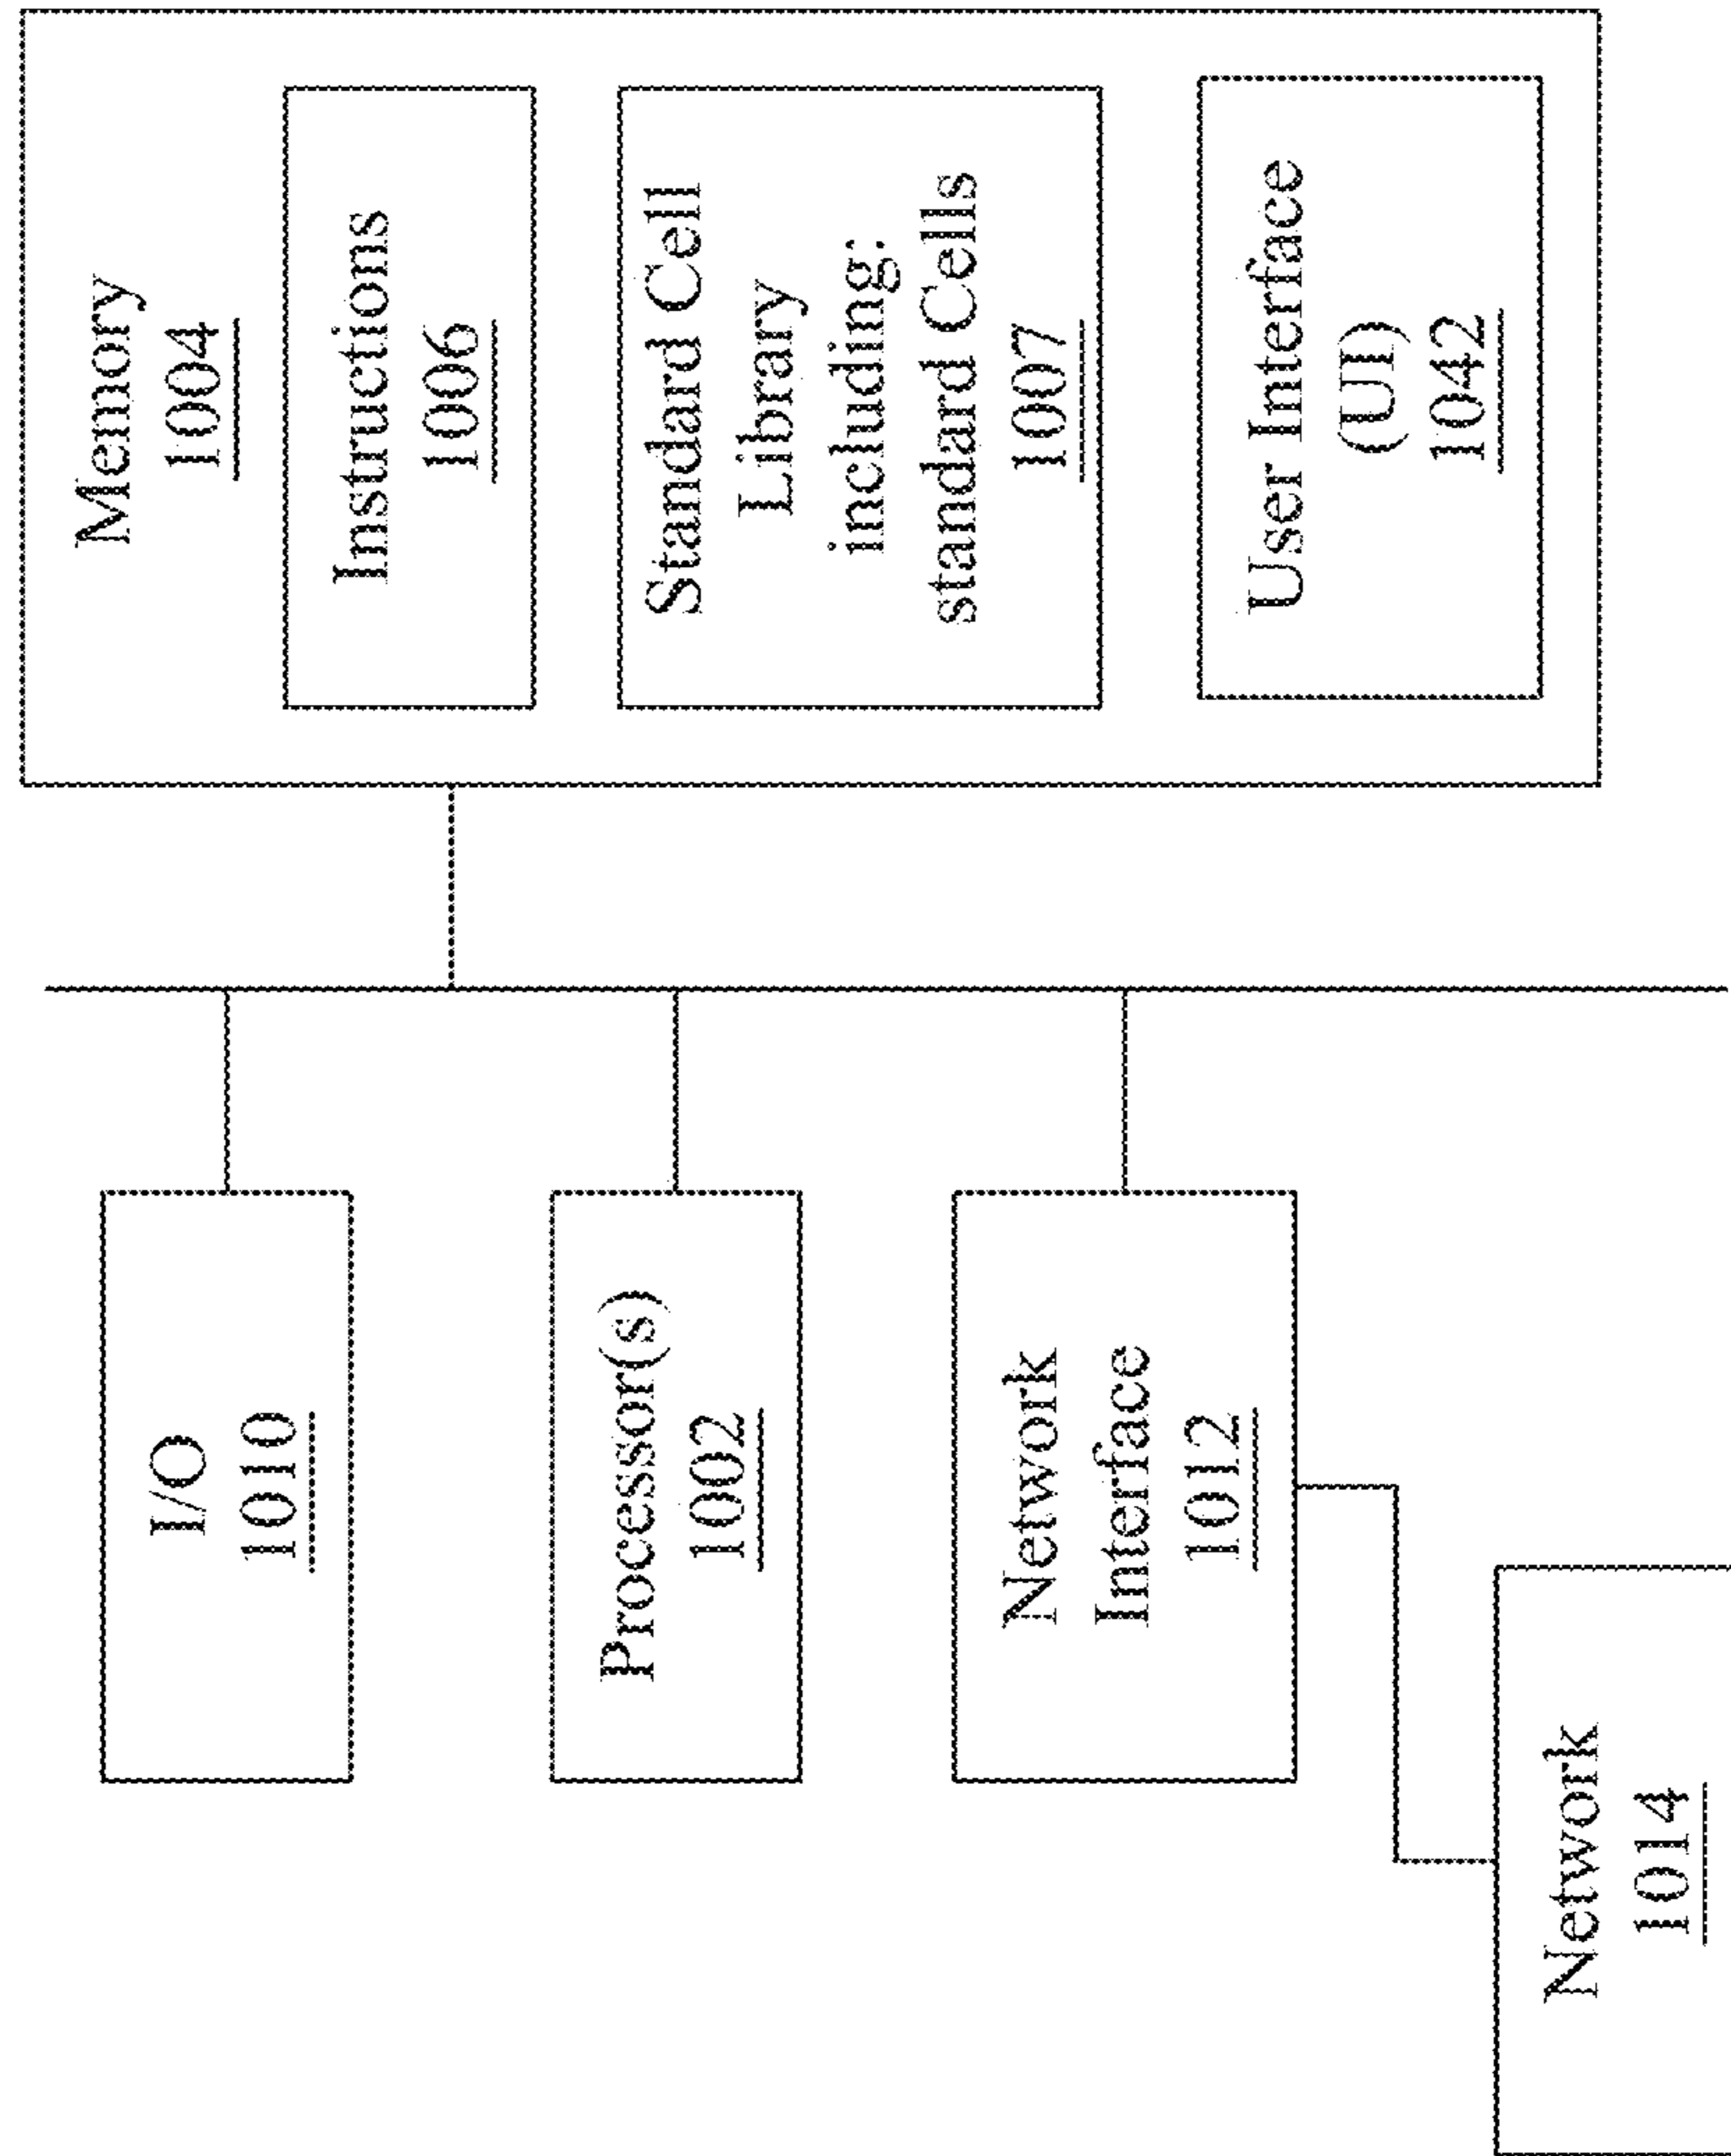 I/O
1010
Processor(s)
1002
Network
Interface
1012
Network
1014
Memory
1004
Instructions
1006
Standard Cell
Library
including:
standard Cells
1007
User Interface
(UI)
1042